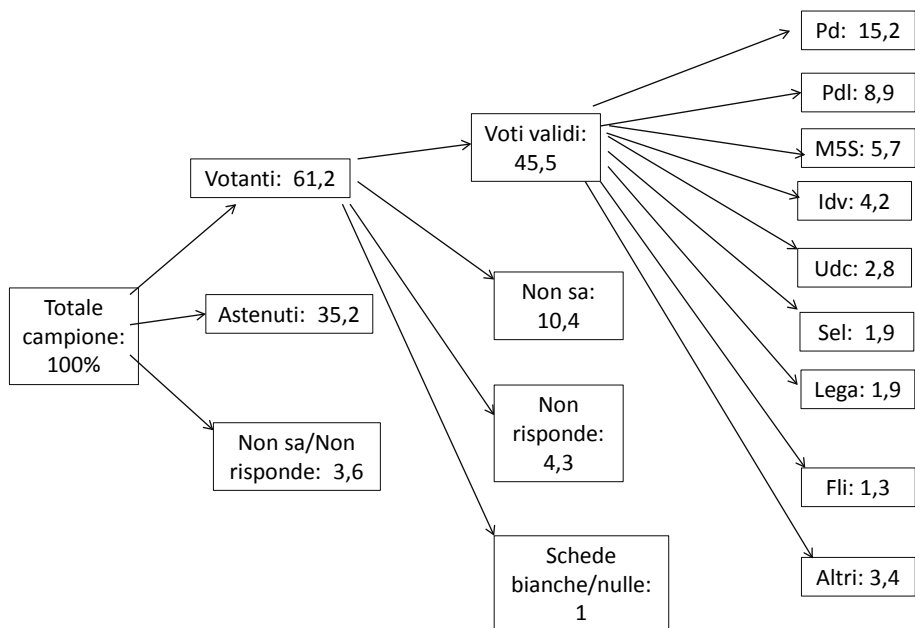 Totale
campione:
100%
Votanti: 61,2
Astenuti: 35,2
Non sa/Non
risponde: 3,6
Voti validi:
45,5
Non sa:
10,4
Non
risponde:
4,3
Schede
bianche/nulle:
1
Pd: 15,2
Pdl: 8,9
M5S: 5,7
Idv: 4,2
Udc: 2,8
Sel: 1,9
Lega: 1,9
Fli: 1,3
Altri: 3,4